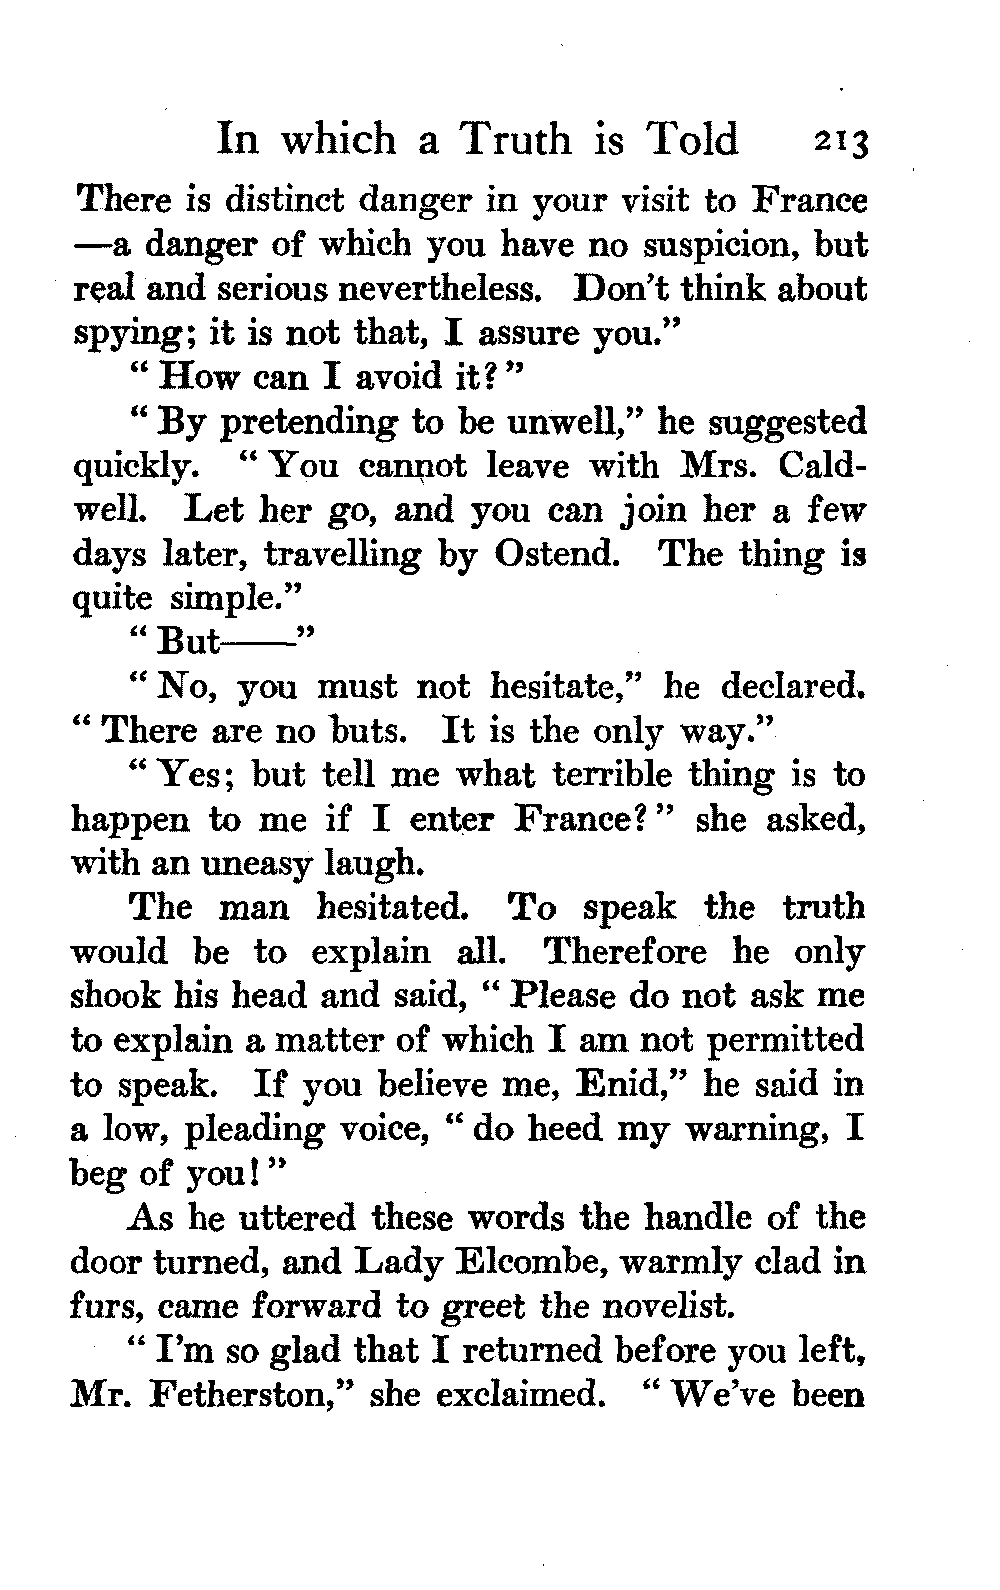 In which a Truth is Told 213
There is distinct danger in your visit to France
—a danger of which you have no suspicion, but
real and serious nevertheless. Don't think about
spying; it is not that, I assure you."
"How can I avoid it?"
"By pretending to be unwell," he suggested
quickly. "You cannot leave with Mrs. Cald-
well. Let her go, and you can join her a few
days later, travelling by Ostend. The thing is
quite simple."
"But——"
"No, you must not hesitate," he declared.
"There are no buts. It is the only way."
"Yes; but tell me what terrible thing is to
happen to me if I enter France?" she asked,
with an uneasy laugh.
The man hesitated. To speak the truth
would be to explain all. Therefore he only
shook his head and said, "Please do not ask me
to explain a matter of which I am not permitted
to speak. If you believe me, Enid," he said in
a low, pleading voice, "do heed my warning, I
beg of you!"
As he uttered these words the handle of the
door turned, and Lady Elcombe, warmly clad in
furs, came forward to greet the novelist.
"I'm so glad that I returned before you left,
Mr. Fetherston," she exclaimed. "We've been